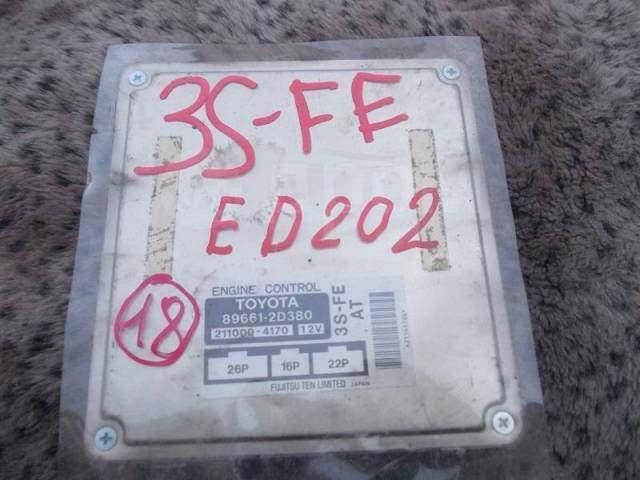 3S-FE
ED202
18
ENGINE CONTROL
TOYOTA
89661-2D380
211000-4170 12V
3S-FE
AT
26P 16P 22P
FUJITSU TEN LIMITED JAPAN